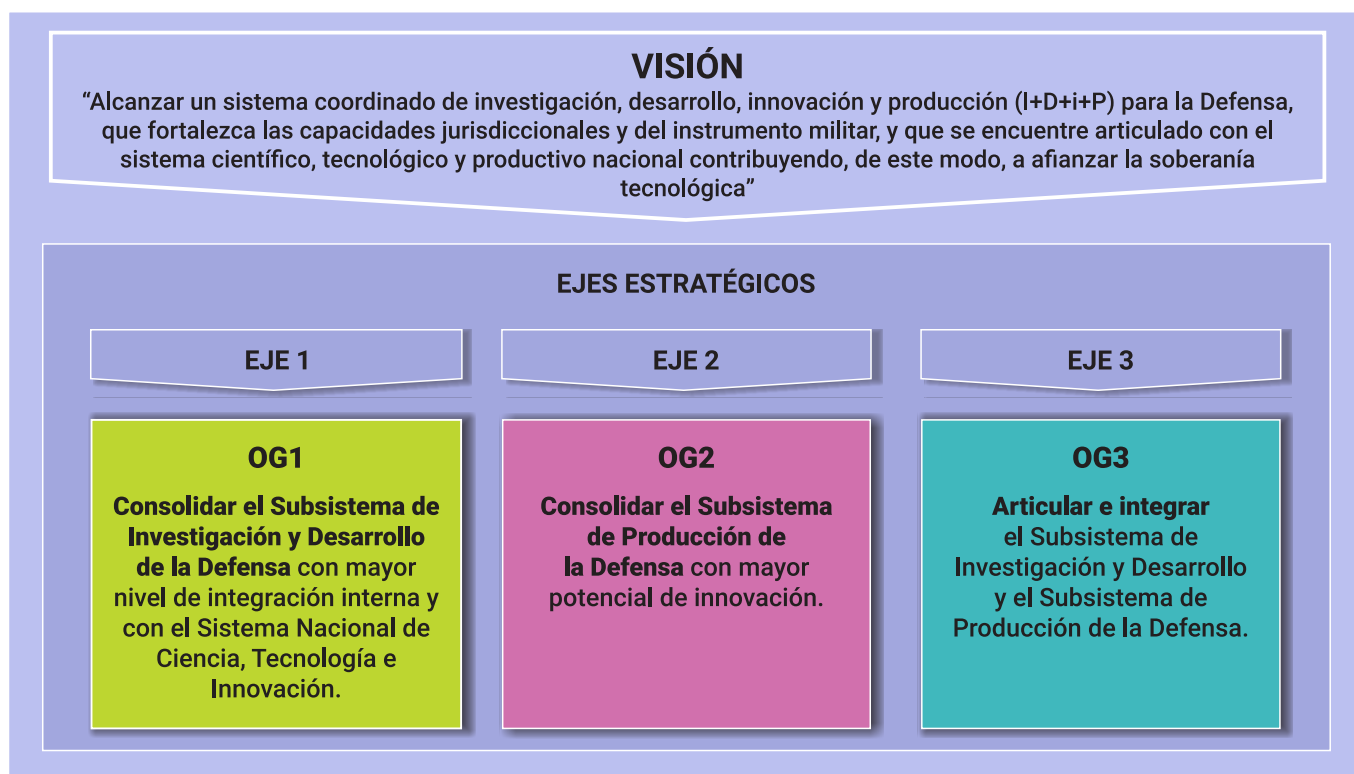 VISIÓN
“Alcanzar un sistema coordinado de investigación, desarrollo, innovación y producción (I+D+i+P) para la Defensa,
que fortalezca las capacidades jurisdiccionales y del instrumento militar, y que se encuentre articulado con el
sistema científico, tecnológico y productivo nacional contribuyendo, de este modo, a afianzar la soberanía
tecnológica”
EJES ESTRATÉGICOS
EJE 1
OG1
Consolidar el Subsistema de
Investigación y Desarrollo
de la Defensa con mayor
nivel de integración interna y
con el Sistema Nacional de
Ciencia, Tecnología e
Innovación.
EJE 2
OG2
Consolidar el Subsistema
de Producción de
la Defensa con mayor
potencial de innovación.
EJE 3
OG3
Articular e integrar
el Subsistema de
Investigación y Desarrollo
y el Subsistema de
Producción de la Defensa.